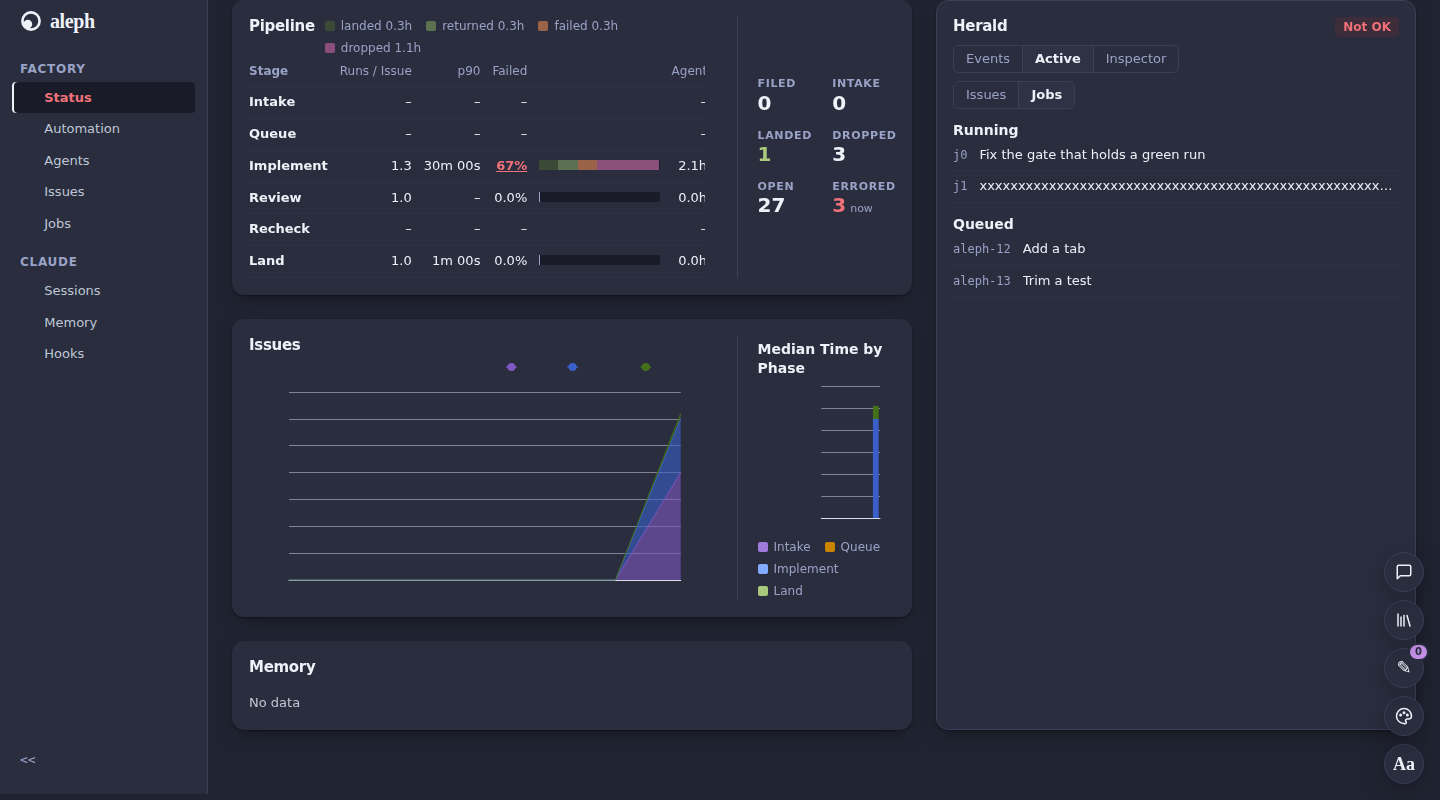 aleph
FACTORY
Status
Automation
Agents
Issues
Jobs
CLAUDE
Sessions
Memory
Hooks
<<
Pipeline landed 0.3h returned 0.3h failed 0.3h
dropped 1.1h
Stage Runs / Issue p90 Failed Agent
Intake – – – –
Queue – – – –
Implement 1.3 30m 00s 67% 2.1h
Review 1.0 – 0.0% 0.0h
Recheck – – – –
Land 1.0 1m 00s 0.0% 0.0h
FILED INTAKE
0 0
LANDED DROPPED
1 3
OPEN ERRORED
27 3 now
Issues
Median Time by
Phase
Intake Queue
Implement
Land
Memory
No data
Herald Not OK
Events Active Inspector
Issues Jobs
Running
j0 Fix the gate that holds a green run
j1 xxxxxxxxxxxxxxxxxxxxxxxxxxxxxxxxxxxxxxxxxxxxxxxxxxxx…
Queued
aleph-12 Add a tab
aleph-13 Trim a test
0
Aa